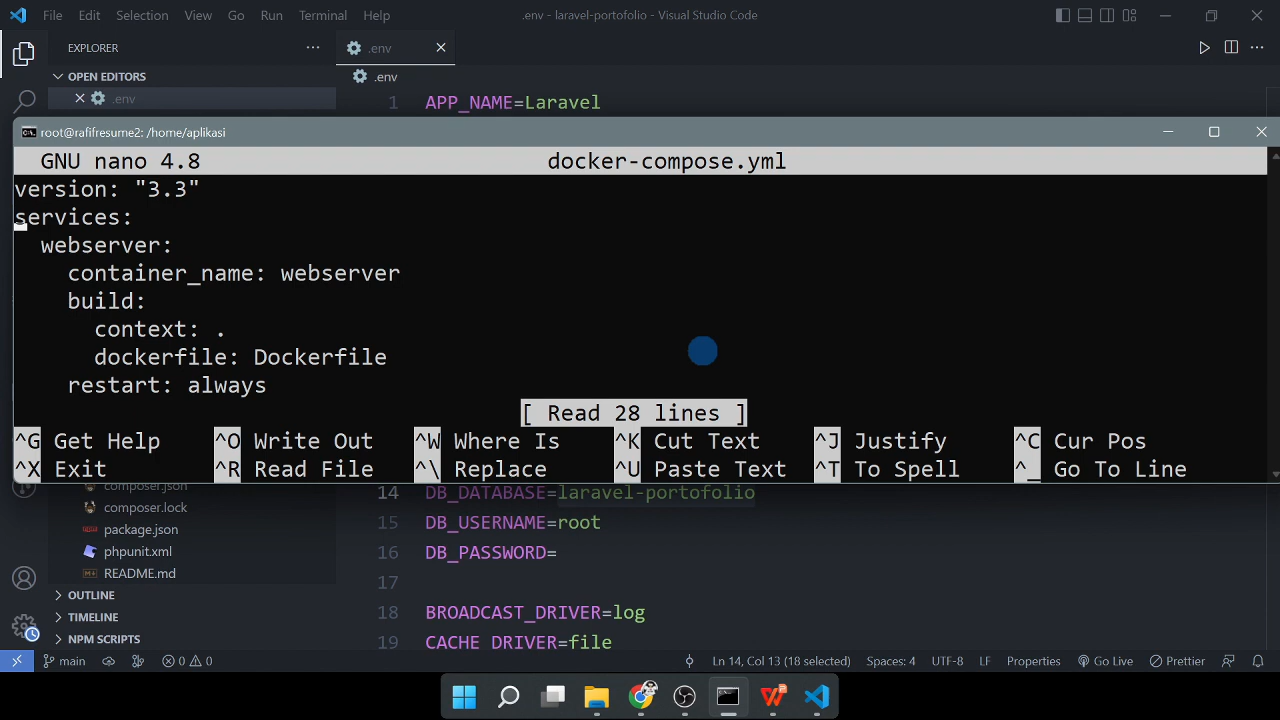 File Edit Selection View Go Run Terminal Help
.env - laravel-portofolio - Visual Studio Code
EXPLORER
.env
OPEN EDITORS
.env
.env
1 APP_NAME=Laravel
root@rafifresume2: /home/aplikasi
GNU nano 4.8 docker-compose.yml
version: "3.3"
services:
webserver:
container_name: webserver
build:
context: .
dockerfile: Dockerfile
restart: always
[ Read 28 lines ]
^G Get Help ^O Write Out ^W Where Is ^K Cut Text ^J Justify ^C Cur Pos
^X Exit ^R Read File ^\ Replace ^U Paste Text ^T To Spell ^_ Go To Line
composer.json
composer.lock
package.json
phpunit.xml
README.md
OUTLINE
TIMELINE
NPM SCRIPTS
14 DB_DATABASE=laravel-portofolio
15 DB_USERNAME=root
16 DB_PASSWORD=
17
18 BROADCAST_DRIVER=log
19 CACHE_DRIVER=file
main 0 0 Ln 14, Col 13 (18 selected) Spaces: 4 UTF-8 LF Properties Go Live Prettier